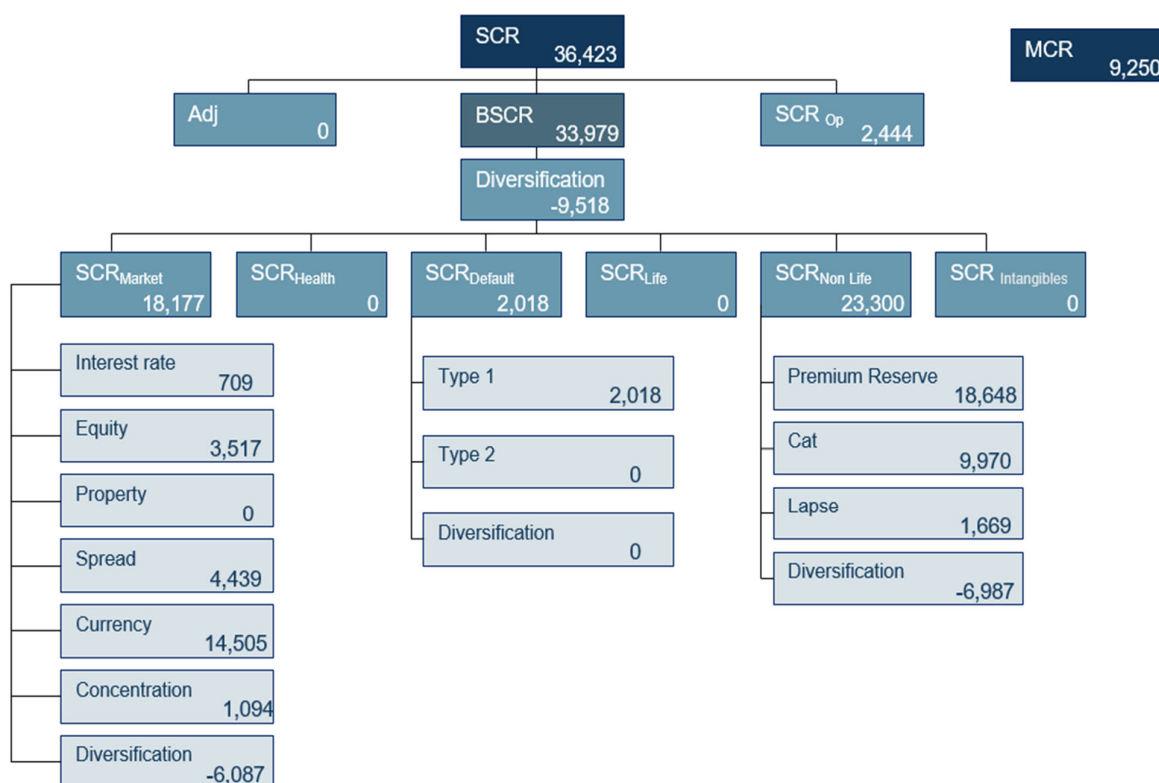 SCR
36,423
MCR
9,250
Adj
0
BSCR
33,979
SCR Op
2,444
Diversification
-9,518
SCRMarket
18,177
SCRHealth
0
SCRDefault
2,018
SCRLife
0
SCRNon Life
23,300
SCR Intangibles
0
Interest rate
709
Equity
3,517
Property
0
Spread
4,439
Currency
14,505
Concentration
1,094
Diversification
-6,087
Type 1
2,018
Type 2
0
Diversification
0
Premium Reserve
18,648
Cat
9,970
Lapse
1,669
Diversification
-6,987